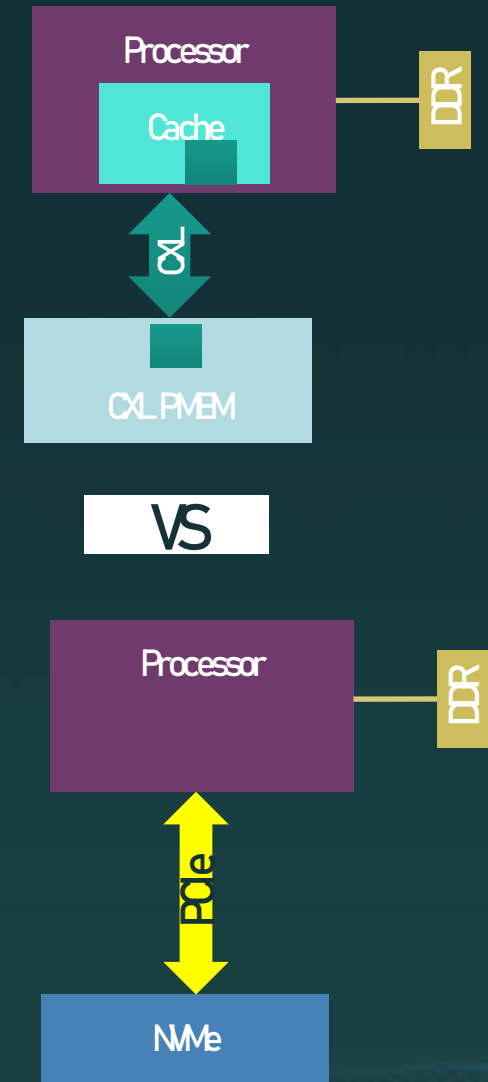 Processor
DDR
Cache
CXL
CXL PMEM
VS
Processor
DDR
PCIe
NVMe